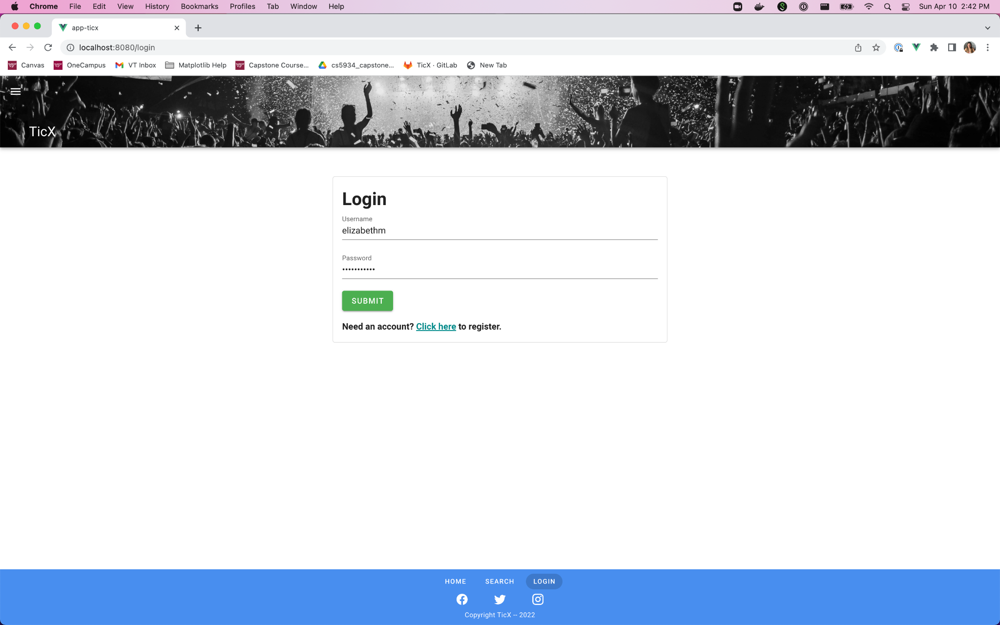 Chrome File Edit View History Bookmarks Profiles Tab Window Help Sun Apr 10 2:42 PM
app-ticx
localhost:8080/login
Canvas OneCampus VT Inbox Matplotlib Help Capstone Course... cs5934_capstone... TicX · GitLab New Tab
TicX
Login
Username
elizabethm
Password
•••••••••••
SUBMIT
Need an account? Click here to register.
HOME SEARCH LOGIN
Copyright TicX -- 2022